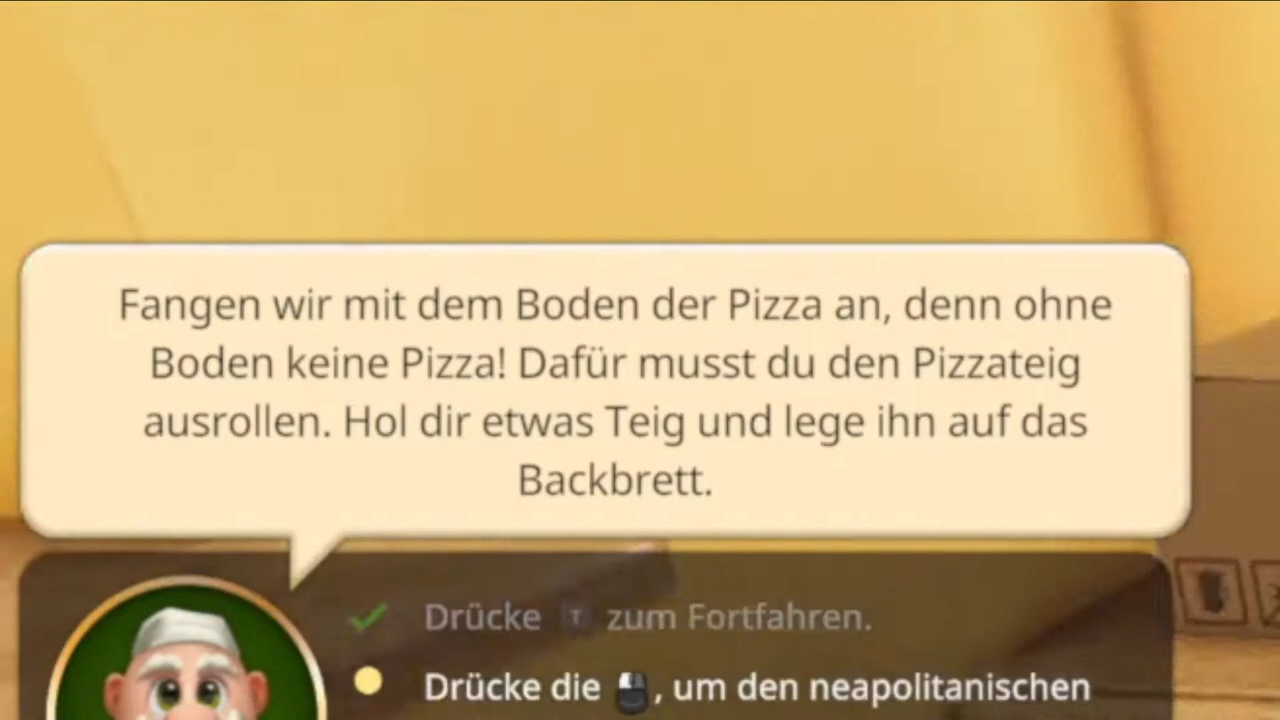 Fangen wir mit dem Boden der Pizza an, denn ohne
Boden keine Pizza! Dafür musst du den Pizzateig
ausrollen. Hol dir etwas Teig und lege ihn auf das
Backbrett.
Drücke T zum Fortfahren.
Drücke die , um den neapolitanischen